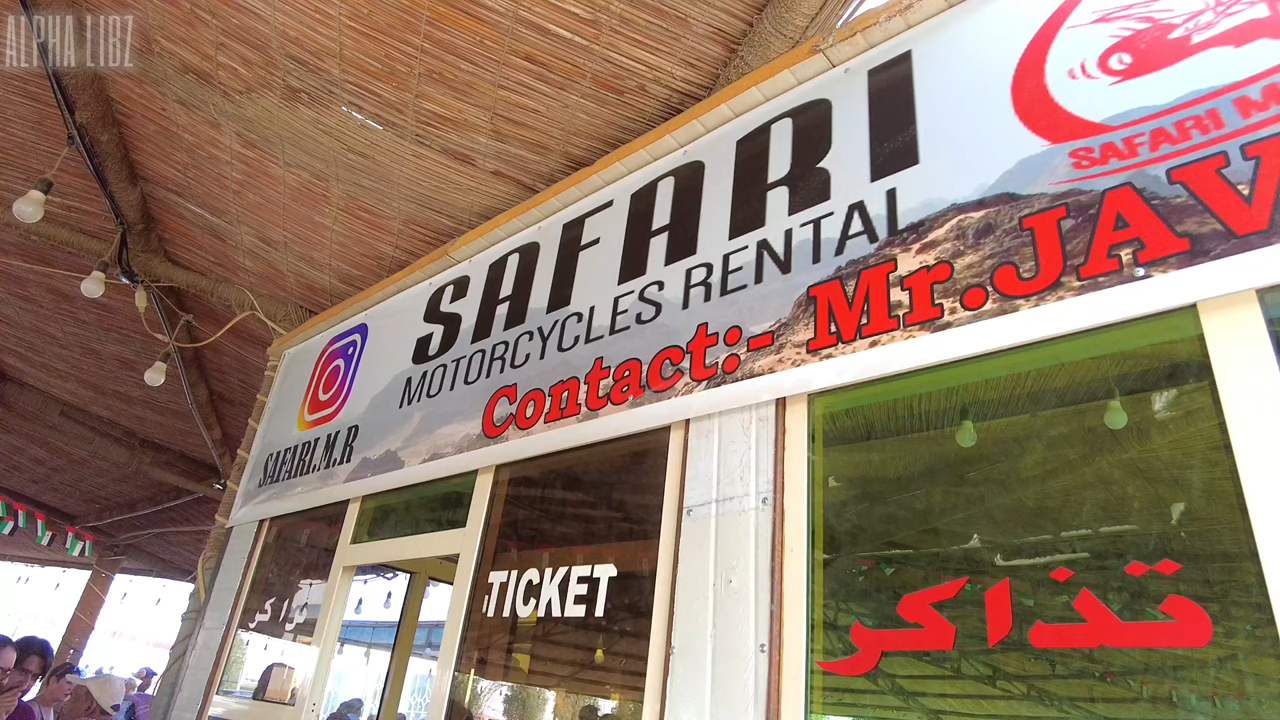 ALPHA LIBZ
SAFARI
MOTORCYCLES RENTAL
Contact:- Mr.JAV
SAFARI M
SAFARI.M.R
TICKET
تذاكر